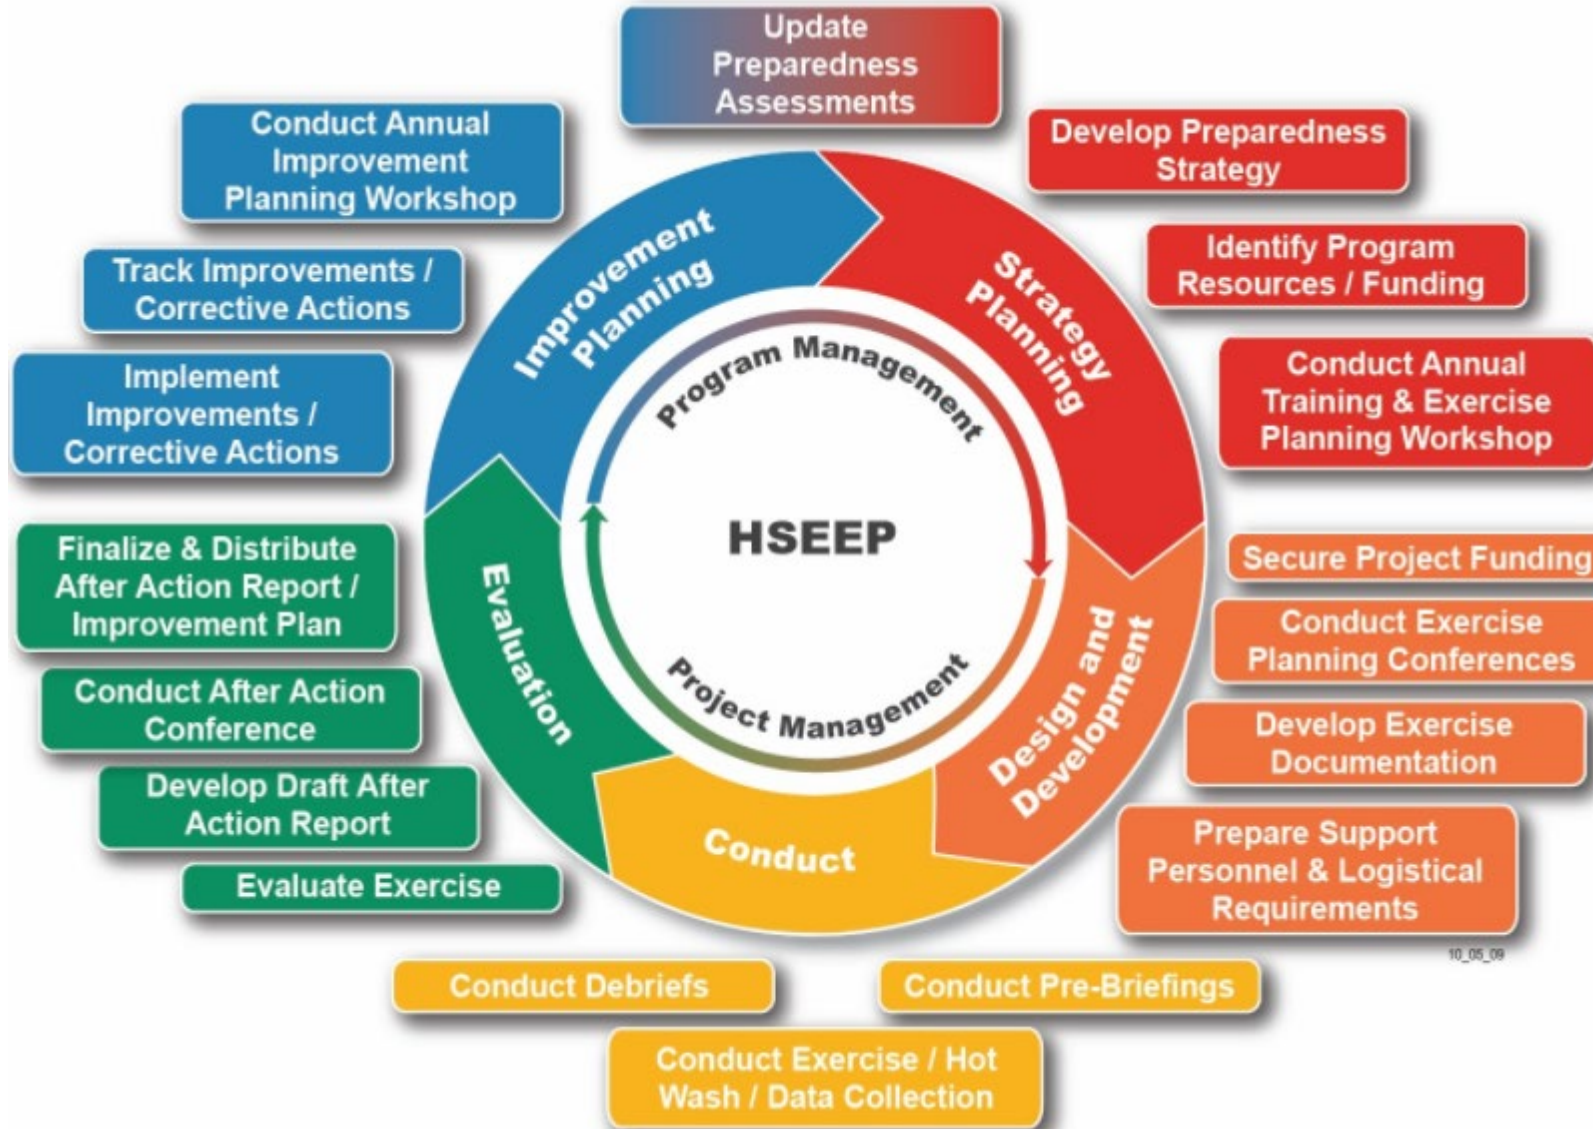 Update
Preparedness
Assessments
Develop Preparedness
Strategy
Identify Program
Resources / Funding
Conduct Annual
Training & Exercise
Planning Workshop
Secure Project Funding
Conduct Exercise
Planning Conferences
Develop Exercise
Documentation
Prepare Support
Personnel & Logistical
Requirements
10_05_09
Conduct Pre-Briefings
Conduct Exercise / Hot
Wash / Data Collection
Conduct Debriefs
Evaluate Exercise
Develop Draft After
Action Report
Conduct After Action
Conference
Finalize & Distribute
After Action Report /
Improvement Plan
Implement
Improvements /
Corrective Actions
Track Improvements /
Corrective Actions
Conduct Annual
Improvement
Planning Workshop
Improvement
Planning
Strategy
Planning
Design and
Development
Conduct
Evaluation
Program Management
HSEEP
Project Management